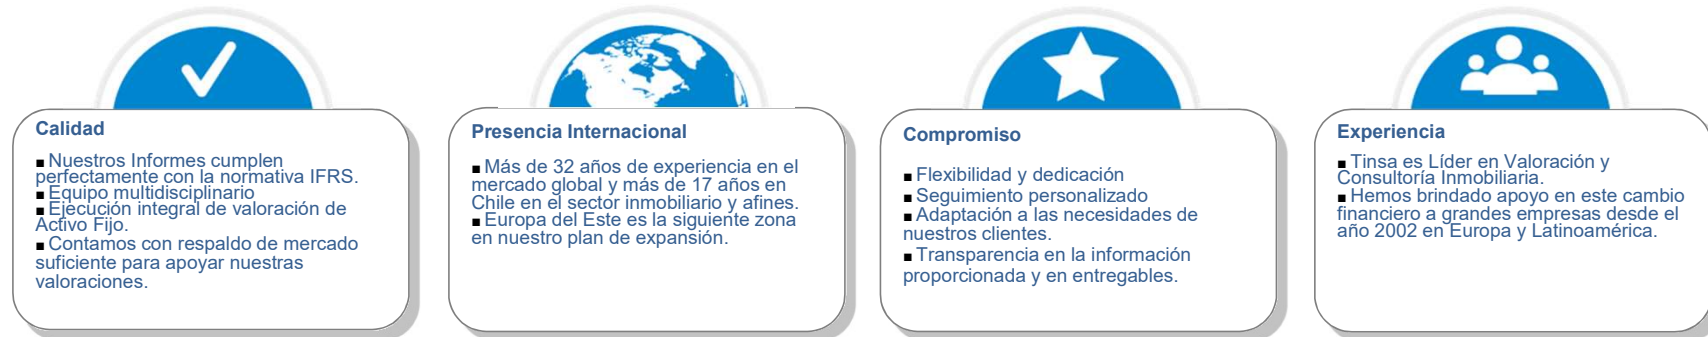 Calidad
■ Nuestros Informes cumplen
perfectamente con la normativa IFRS.
■ Equipo multidisciplinario
■ Ejecución integral de valoración de
Activo Fijo.
■ Contamos con respaldo de mercado
suficiente para apoyar nuestras
valoraciones.
Presencia Internacional
■ Más de 32 años de experiencia en el
mercado global y más de 17 años en
Chile en el sector inmobiliario y afines.
■ Europa del Este es la siguiente zona
en nuestro plan de expansión.
Compromiso
■ Flexibilidad y dedicación
■ Seguimiento personalizado
■ Adaptación a las necesidades de
nuestros clientes.
■ Transparencia en la información
proporcionada y en entregables.
Experiencia
■ Tinsa es Líder en Valoración y
Consultoría Inmobiliaria.
■ Hemos brindado apoyo en este cambio
financiero a grandes empresas desde el
año 2002 en Europa y Latinoamérica.